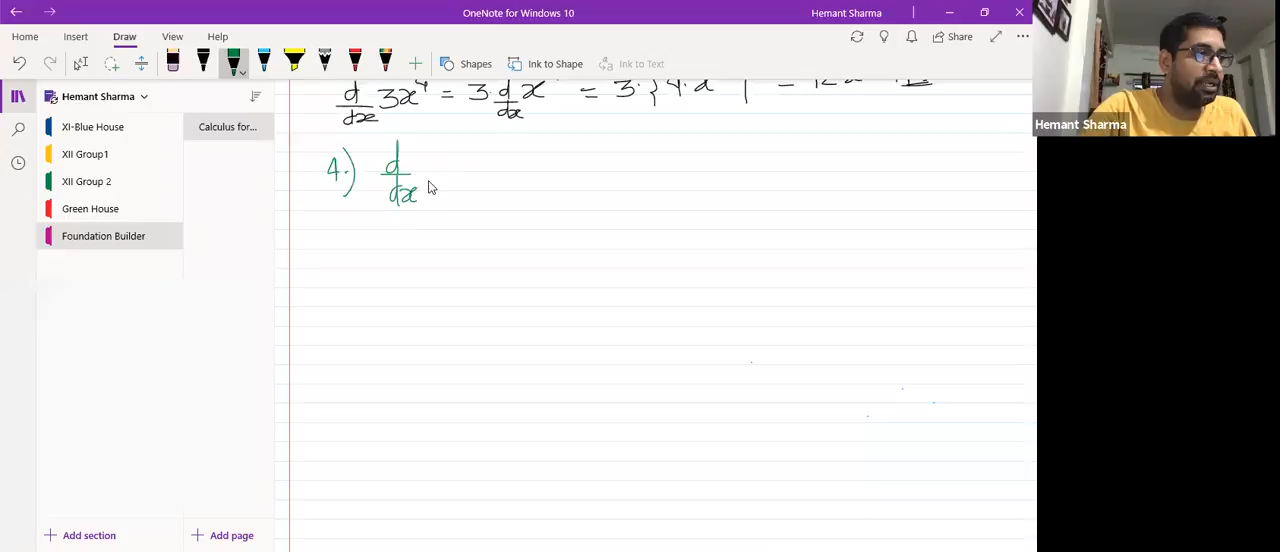 OneNote for Windows 10
Hemant Sharma
Home Insert Draw View Help
Share
Shapes Ink to Shape Ink to Text
Hemant Sharma
XI-Blue House
XII Group1
XII Group 2
Green House
Foundation Builder
Calculus for...
d/dx 3x⁴ = 3· d/dx x = 3·{4·x
4.) d/dx
Add section
Add page
Hemant Sharma